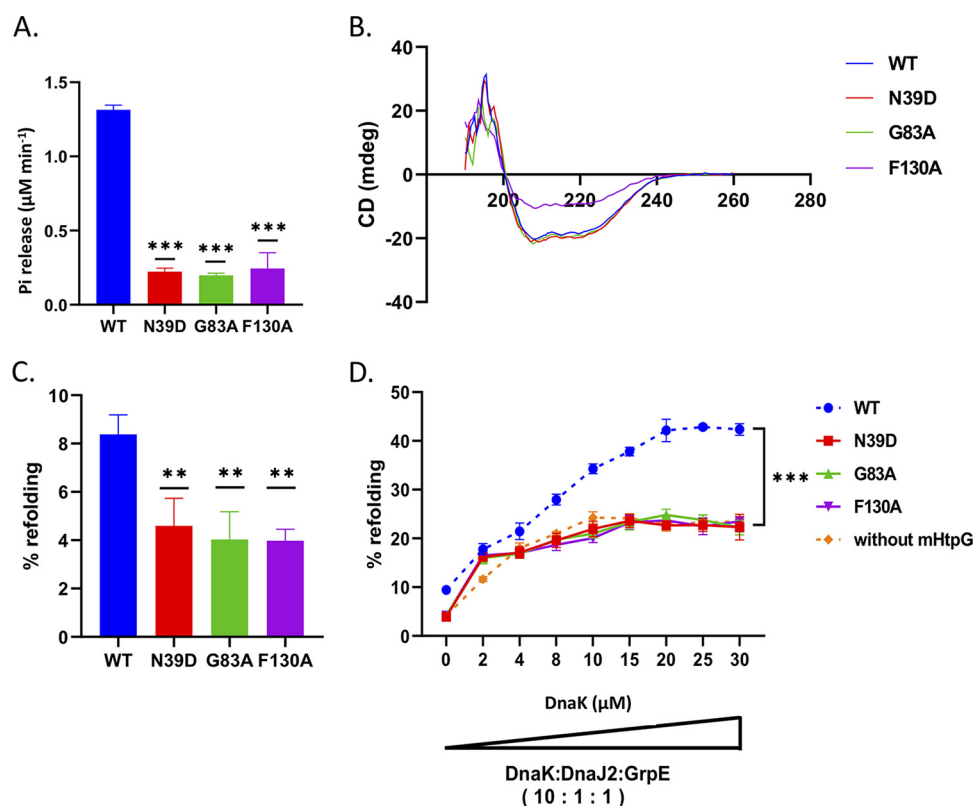 A.
Pi release (µM min⁻¹)
1.5
1.0
0.5
0.0
***
***
***
WT
N39D
G83A
F130A
B.
CD (mdeg)
40
20
0
-20
-40
200
220
240
260
280
WT
N39D
G83A
F130A
C.
% refolding
10
8
6
4
2
0
**
**
**
WT
N39D
G83A
F130A
D.
% refolding
50
40
30
20
10
0
0
2
4
8
10
15
20
25
30
DnaK (µM)
***
WT
N39D
G83A
F130A
without mHtpG
DnaK:DnaJ2:GrpE
( 10 : 1 : 1 )